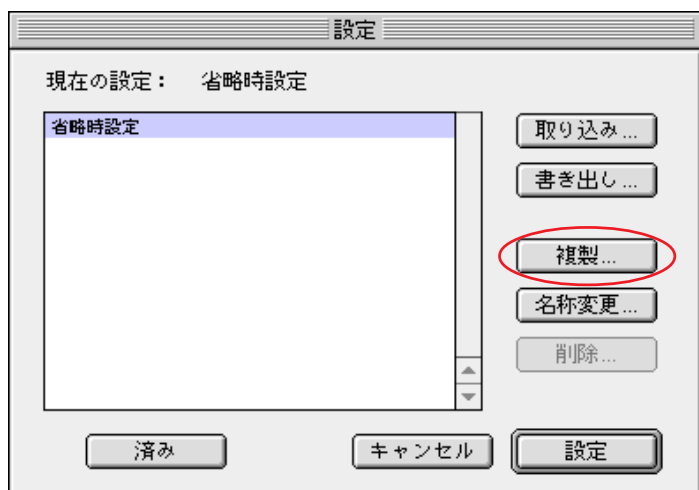 設定
現在の設定： 省略時設定
省略時設定
取り込み...
書き出し...
複製...
名称変更...
削除...
済み
キャンセル
設定